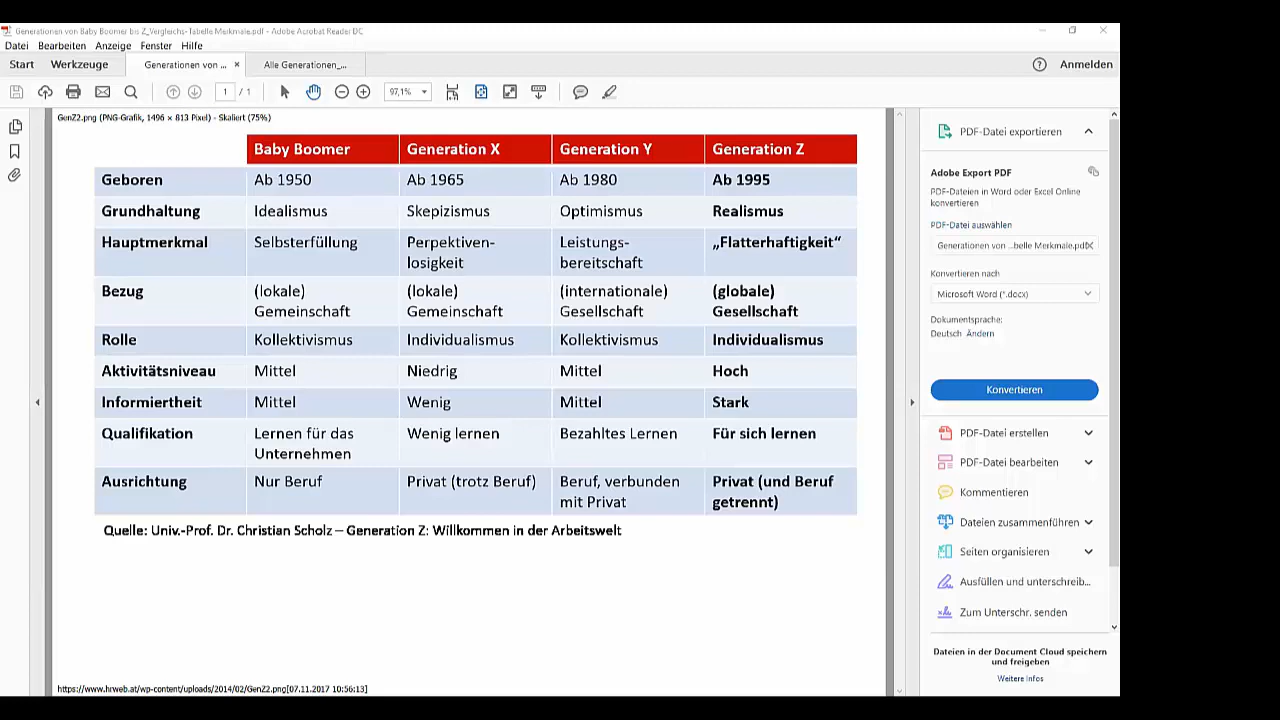 Generationen von Baby Boomer bis Z_Vergleichs-Tabelle Merkmale.pdf - Adobe Acrobat Reader DC
Datei Bearbeiten Anzeige Fenster Hilfe
Start Werkzeuge Generationen von ... × Alle Generationen_... Anmelden
1 / 1 97,1%
GenZ2.png (PNG-Grafik, 1496 × 813 Pixel) - Skaliert (75%)
Baby Boomer Generation X Generation Y Generation Z
Geboren Ab 1950 Ab 1965 Ab 1980 Ab 1995
Grundhaltung Idealismus Skepizismus Optimismus Realismus
Hauptmerkmal Selbsterfüllung Perpektiven- Leistungs- „Flatterhaftigkeit“
losigkeit bereitschaft
Bezug (lokale) (lokale) (internationale) (globale)
Gemeinschaft Gemeinschaft Gesellschaft Gesellschaft
Rolle Kollektivismus Individualismus Kollektivismus Individualismus
Aktivitätsniveau Mittel Niedrig Mittel Hoch
Informiertheit Mittel Wenig Mittel Stark
Qualifikation Lernen für das Wenig lernen Bezahltes Lernen Für sich lernen
Unternehmen
Ausrichtung Nur Beruf Privat (trotz Beruf) Beruf, verbunden Privat (und Beruf
mit Privat getrennt)
Quelle: Univ.-Prof. Dr. Christian Scholz – Generation Z: Willkommen in der Arbeitswelt
https://www.hrweb.at/wp-content/uploads/2014/02/GenZ2.png[07.11.2017 10:56:13]
PDF-Datei exportieren
Adobe Export PDF
PDF-Dateien in Word oder Excel Online
konvertieren
PDF-Datei auswählen
Generationen von ...belle Merkmale.pdf
Konvertieren nach
Microsoft Word (*.docx)
Dokumentsprache:
Deutsch Ändern
Konvertieren
PDF-Datei erstellen
PDF-Datei bearbeiten
Kommentieren
Dateien zusammenführen
Seiten organisieren
Ausfüllen und unterschreib...
Zum Unterschr. senden
Dateien in der Document Cloud speichern
und freigeben
Weitere Infos